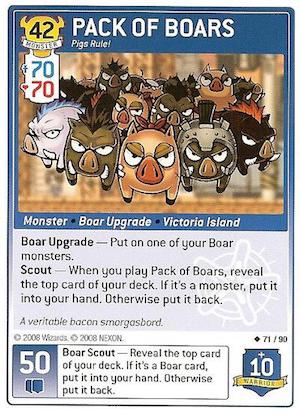 42
MONSTER
PACK OF BOARS
Pigs Rule!
70
70
Monster • Boar Upgrade • Victoria Island
Boar Upgrade — Put on one of your Boar
monsters.
Scout — When you play Pack of Boars, reveal
the top card of your deck. If it's a monster, put it
into your hand. Otherwise put it back.
A veritable bacon smorgasbord.
© 2008 Wizards. © 2008 NEXON.
◆ 71 / 90
50
Boar Scout — Reveal the top card
of your deck. If it's a Boar card,
put it into your hand. Otherwise,
put it back.
10
WARRIOR